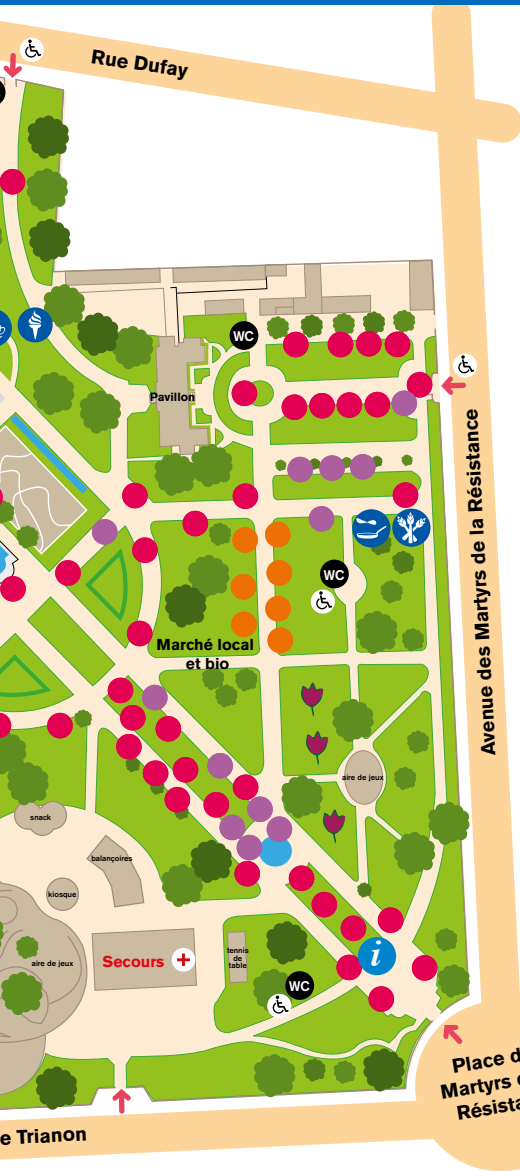 Rue Dufay
WC
Pavillon
Avenue des Martyrs de la Résistance
WC
Marché local
et bio
aire de jeux
snack
balançoires
kiosque
aire de jeux
Secours
tennis
de
table
i
WC
Place
Martyrs
Trianon